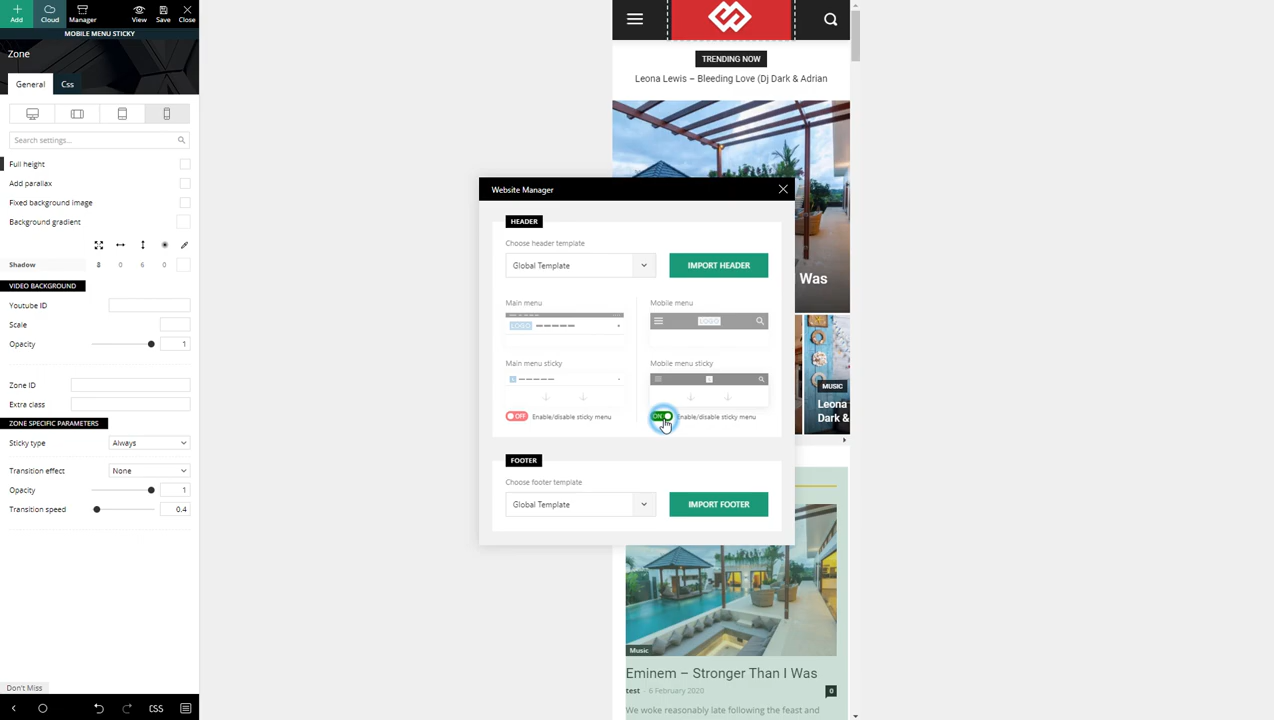 Add
Cloud
Manager
View
Save
Close
MOBILE MENU STICKY
Zone
General
Css
Search settings...
Full height
Add parallax
Fixed background image
Background gradient
Shadow 8 0 6 0
VIDEO BACKGROUND
Youtube ID
Scale
Opacity 1
Zone ID
Extra class
ZONE SPECIFIC PARAMETERS
Sticky type Always
Transition effect None
Opacity 1
Transition speed 0.4
Don't Miss
CSS
Website Manager
HEADER
Choose header template
Global Template
IMPORT HEADER
Main menu
LOGO
Mobile menu
LOGO
Main menu sticky
Mobile menu sticky
OFF Enable/disable sticky menu
ON Enable/disable sticky menu
FOOTER
Choose footer template
Global Template
IMPORT FOOTER
TRENDING NOW
Leona Lewis – Bleeding Love (Dj Dark & Adrian
Was
MUSIC
Leona
Dark &
Music
Eminem – Stronger Than I Was
test - 6 February 2020
0
We woke reasonably late following the feast and